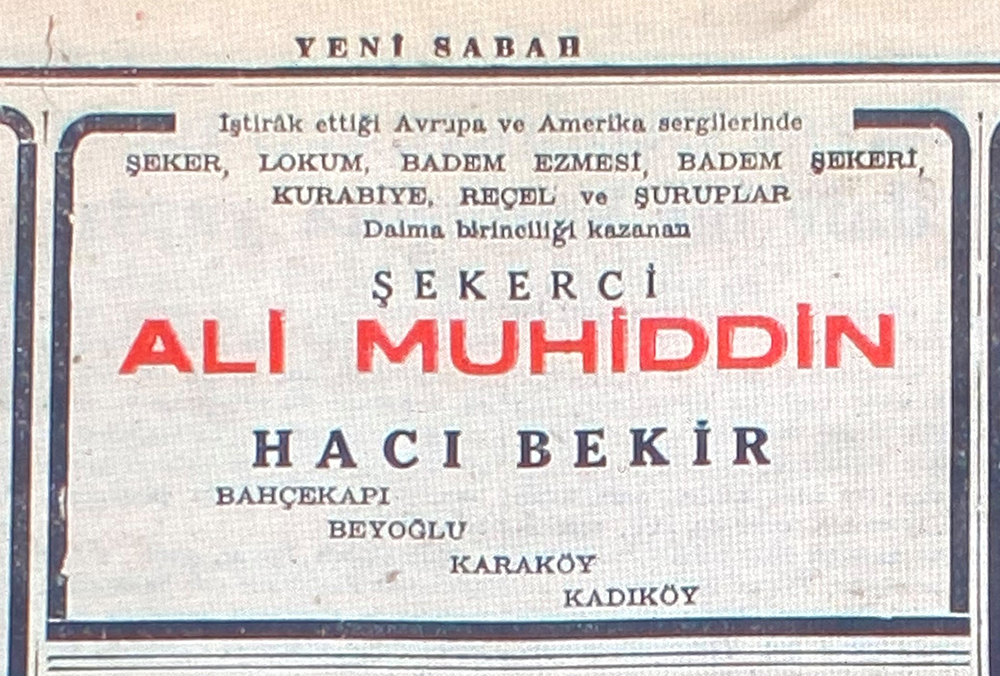 YENİ SABAH
İştirâk ettiği Avrupa ve Amerika sergilerinde
ŞEKER, LOKUM, BADEM EZMESİ, BADEM ŞEKERİ,
KURABİYE, REÇEL ve ŞURUPLAR
Daima birinciliği kazanan
ŞEKERCİ
ALİ MUHİDDİN
HACI BEKİR
BAHÇEKAPI
BEYOĞLU
KARAKÖY
KADIKÖY